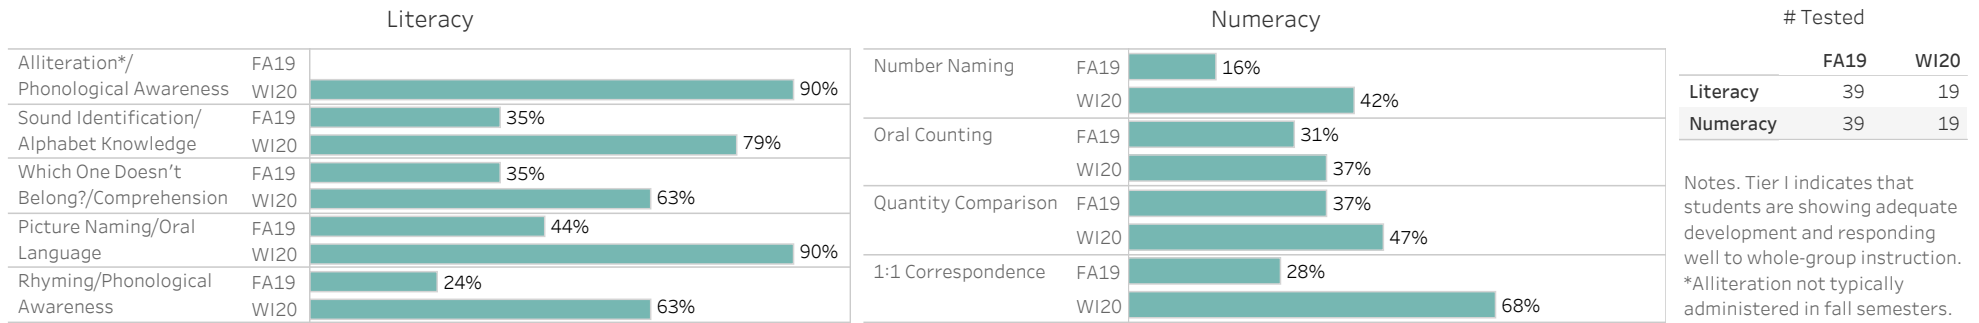 Literacy
Alliteration*/ FA19
Phonological Awareness WI20 90%
Sound Identification/ FA19 35%
Alphabet Knowledge WI20 79%
Which One Doesn't FA19 35%
Belong?/Comprehension WI20 63%
Picture Naming/Oral FA19 44%
Language WI20 90%
Rhyming/Phonological FA19 24%
Awareness WI20 63%
Numeracy
Number Naming FA19 16%
WI20 42%
Oral Counting FA19 31%
WI20 37%
Quantity Comparison FA19 37%
WI20 47%
1:1 Correspondence FA19 28%
WI20 68%
# Tested
FA19 WI20
Literacy 39 19
Numeracy 39 19
Notes. Tier I indicates that
students are showing adequate
development and responding
well to whole-group instruction.
*Alliteration not typically
administered in fall semesters.